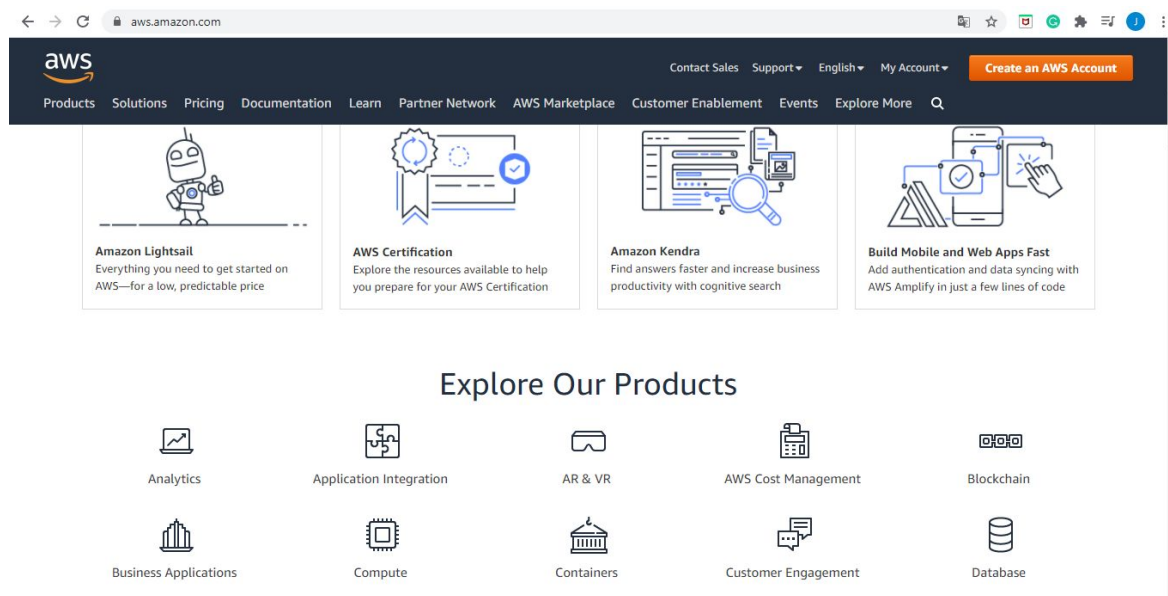 aws.amazon.com
J
aws
Contact Sales Support English My Account Create an AWS Account
Products Solutions Pricing Documentation Learn Partner Network AWS Marketplace Customer Enablement Events Explore More
Amazon Lightsail
Everything you need to get started on
AWS—for a low, predictable price
AWS Certification
Explore the resources available to help
you prepare for your AWS Certification
Amazon Kendra
Find answers faster and increase business
productivity with cognitive search
Build Mobile and Web Apps Fast
Add authentication and data syncing with
AWS Amplify in just a few lines of code
Explore Our Products
Analytics Application Integration AR & VR AWS Cost Management Blockchain
Business Applications Compute Containers Customer Engagement Database